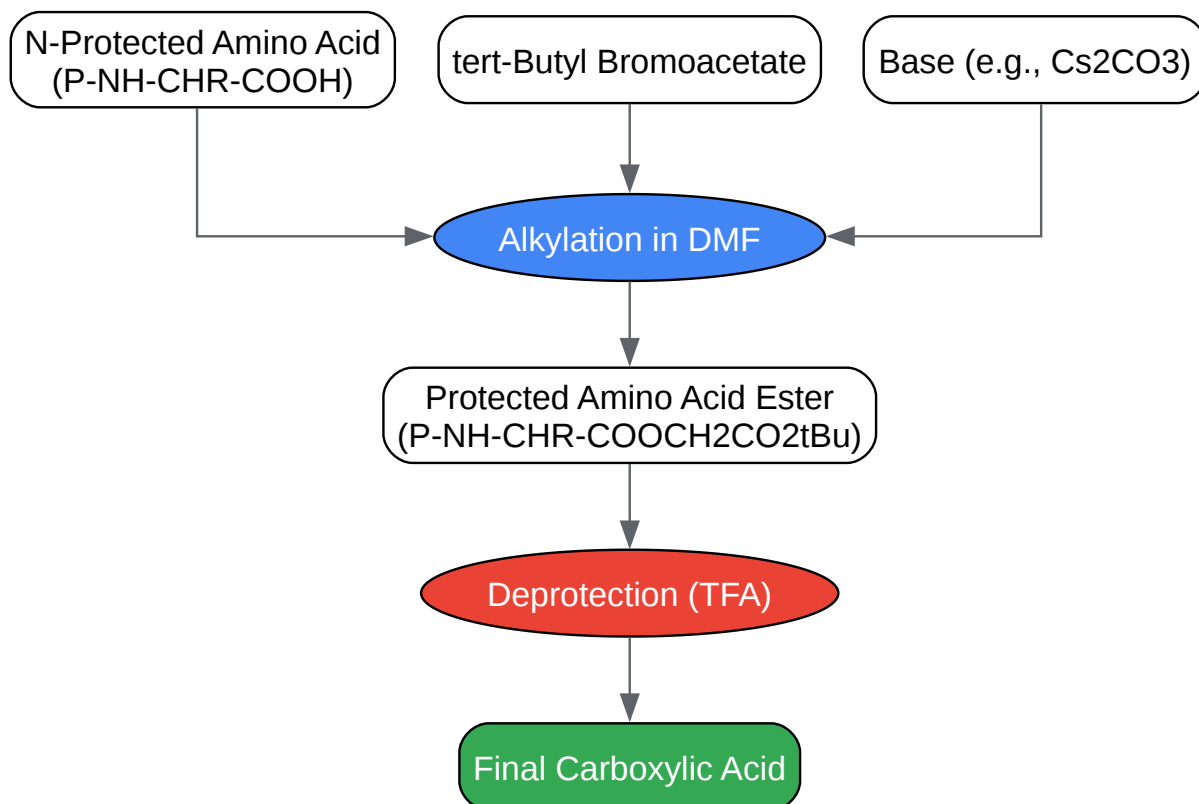 N-Protected Amino Acid
(P-NH-CHR-COOH)
tert-Butyl Bromoacetate
Base (e.g., Cs2CO3)
Alkylation in DMF
Protected Amino Acid Ester
(P-NH-CHR-COOCH2CO2tBu)
Deprotection (TFA)
Final Carboxylic Acid